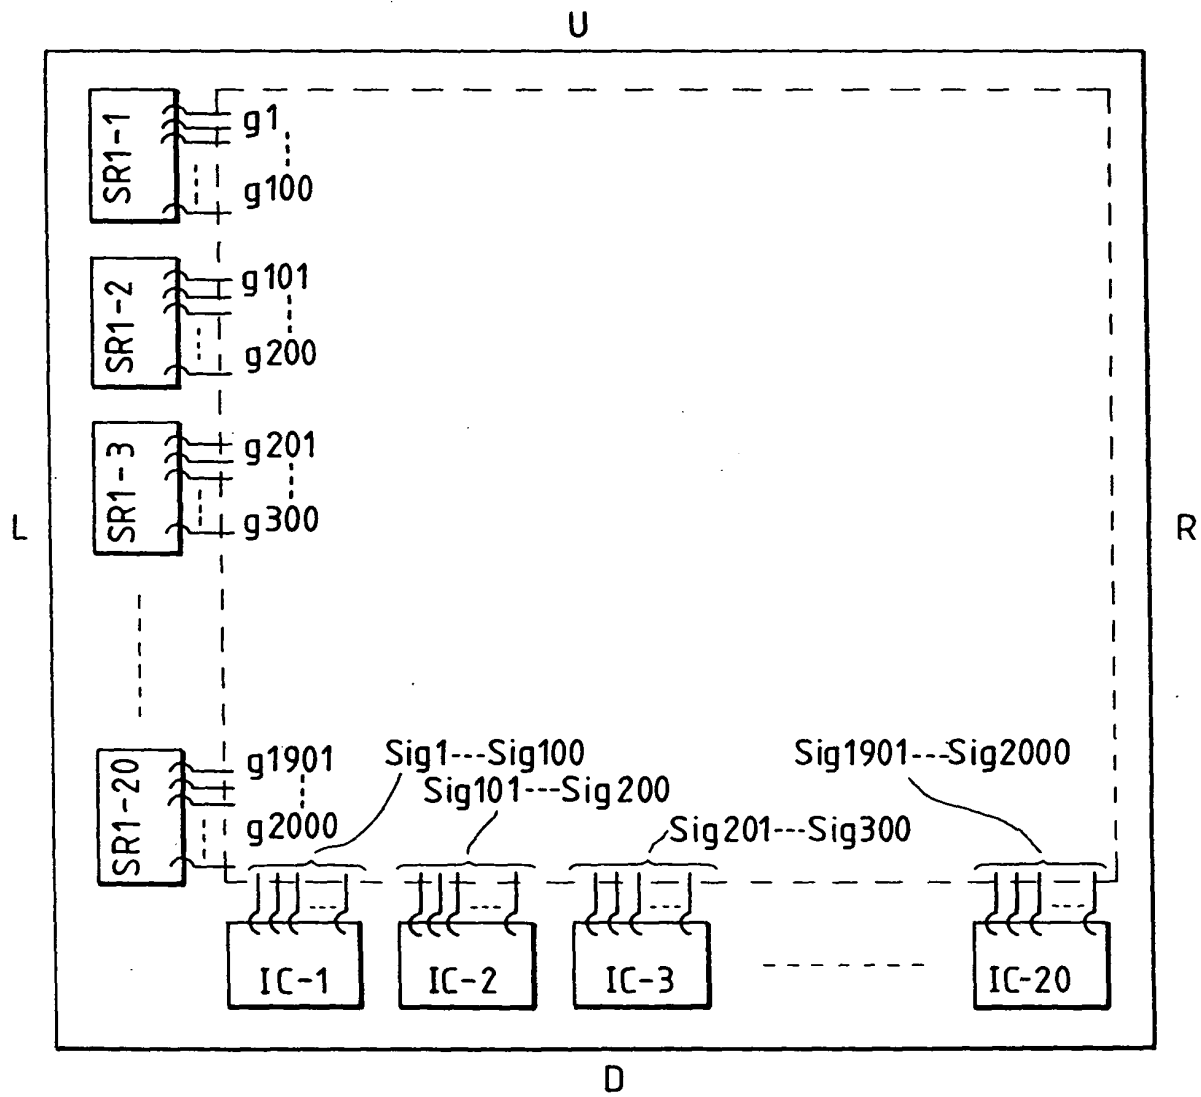 U
SR1-1
g1
g100
SR1-2
g101
g200
SR1-3
g201
g300
L
R
SR1-20
g1901
g2000
Sig1---Sig100
Sig101---Sig200
Sig201---Sig300
Sig1901---Sig2000
IC-1
IC-2
IC-3
IC-20
D